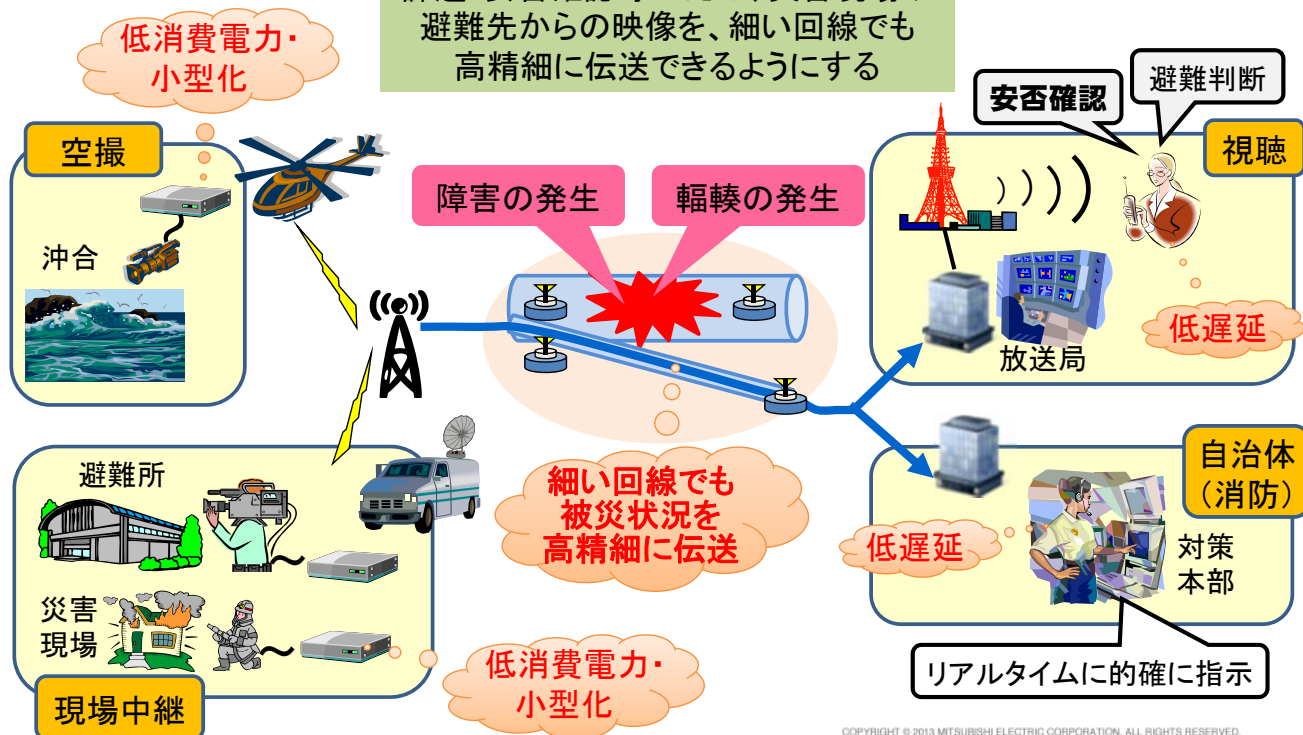 避難先からの映像を、細い回線でも
高精細に伝送できるようにする
低消費電力・
小型化
空撮
沖合
障害の発生
輻輳の発生
安否確認
避難判断
視聴
放送局
低遅延
避難所
災害
現場
現場中継
細い回線でも
被災状況を
高精細に伝送
低消費電力・
小型化
自治体
（消防）
低遅延
対策
本部
リアルタイムに的確に指示
COPYRIGHT © 2013 MITSUBISHI ELECTRIC CORPORATION. ALL RIGHTS RESERVED.